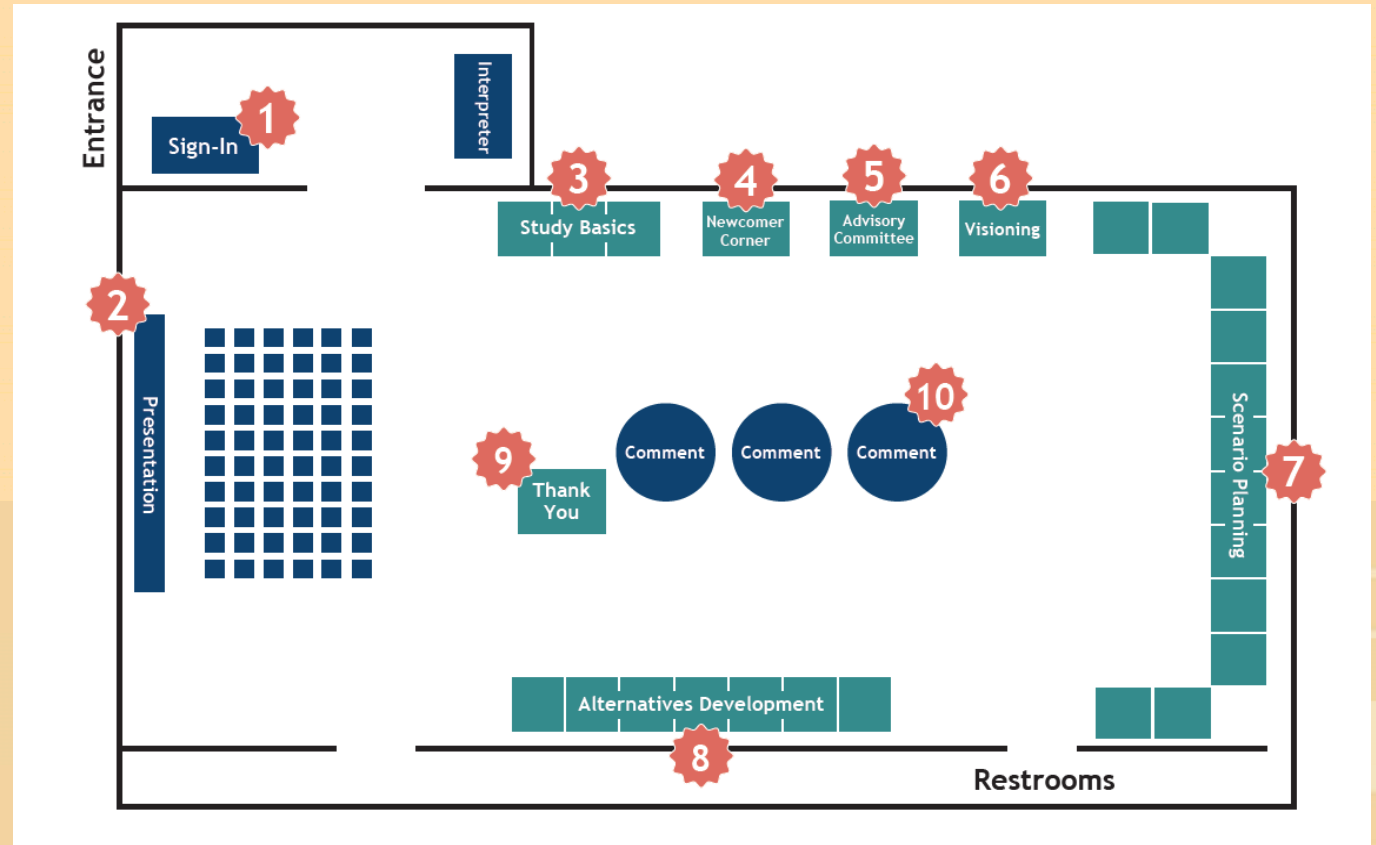 Entrance
Interpreter
1
Sign-In
3
4
5
6
Study Basics
Newcomer
Corner
Advisory
Committee
Visioning
2
Presentation
10
Comment
Comment
Comment
9
Thank
You
Scenario Planning
7
Alternatives Development
8
Restrooms